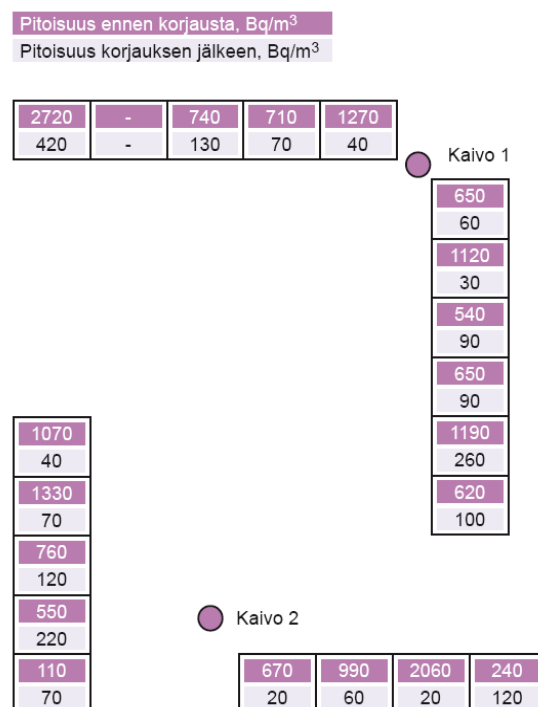 Pitoisuus ennen korjausta, Bq/m³
Pitoisuus korjauksen jälkeen, Bq/m³
2720 - 740 710 1270
420 - 130 70 40
Kaivo 1
650
60
1120
30
540
90
650
90
1190
260
620
100
1070
40
1330
70
760
120
550
220
110
70
Kaivo 2
670 990 2060 240
20 60 20 120